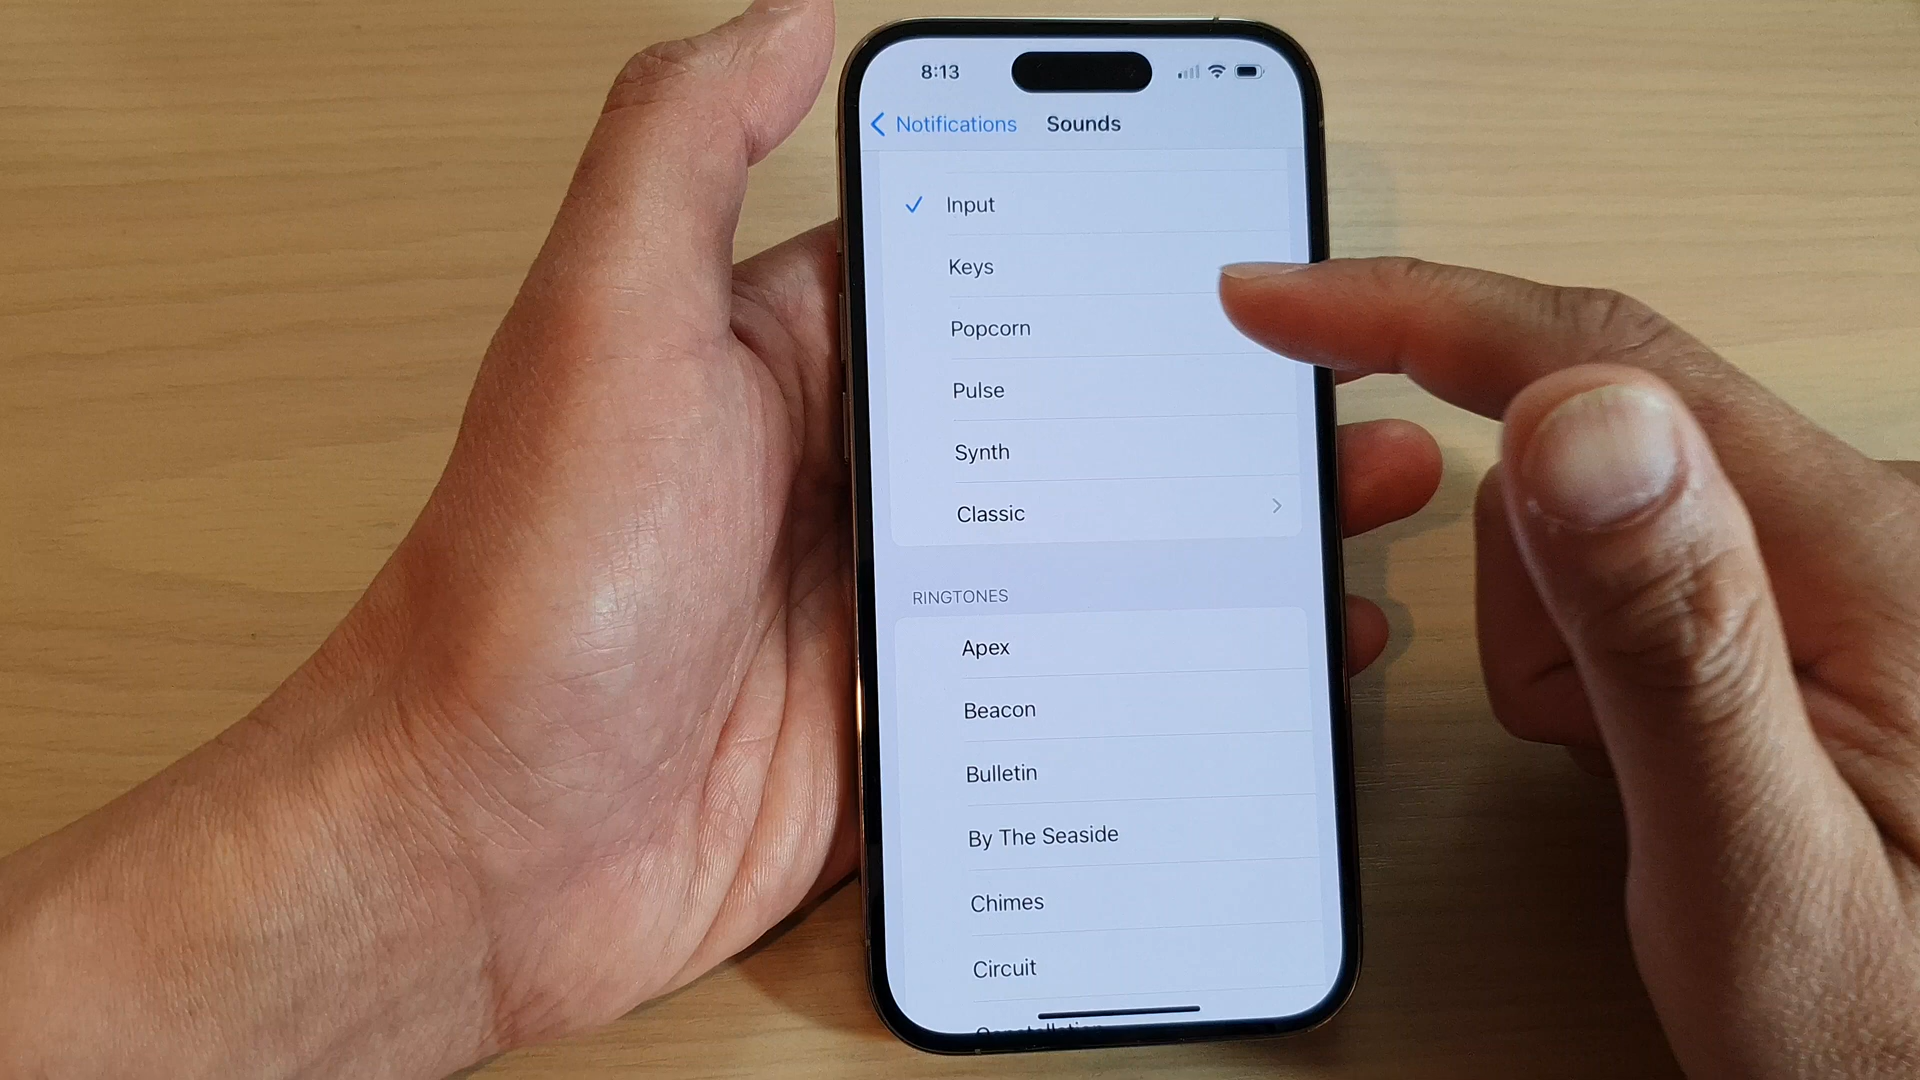 8:13
Notifications Sounds
Input
Keys
Popcorn
Pulse
Synth
Classic
RINGTONES
Apex
Beacon
Bulletin
By The Seaside
Chimes
Circuit